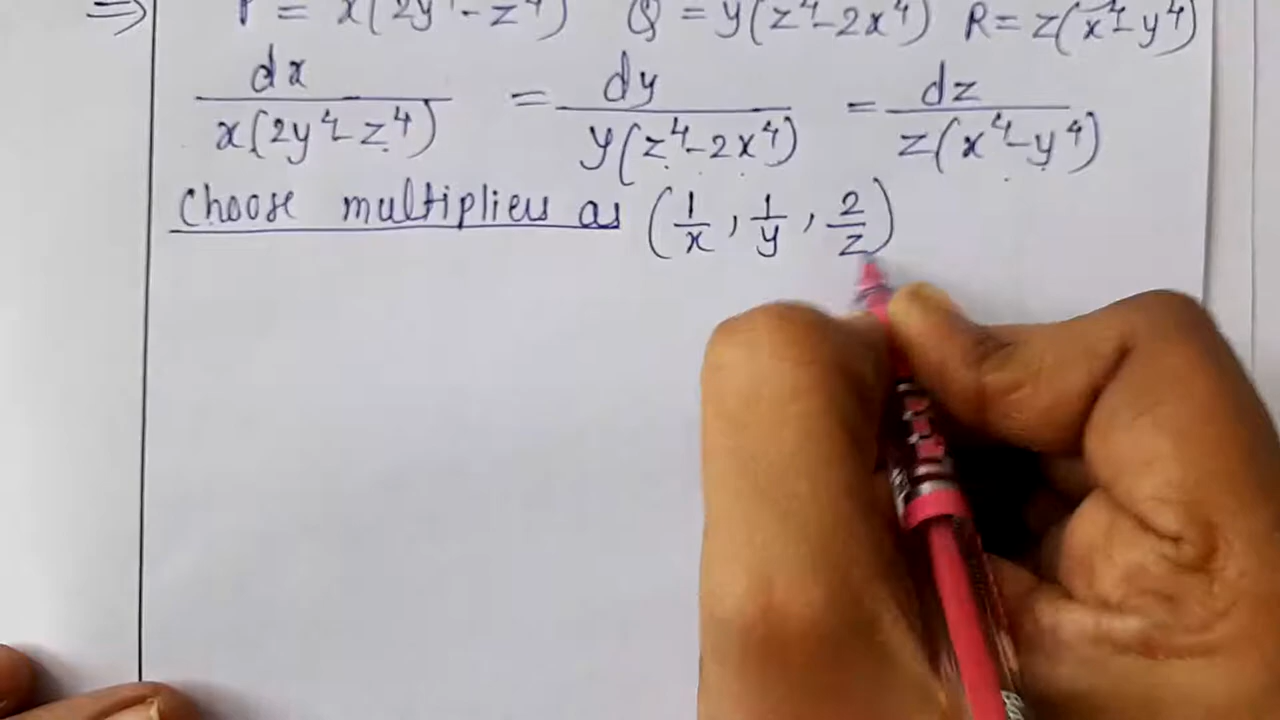 ⇒ P = x(2y⁴-z⁴) Q = y(z⁴-2x⁴) R = z(x⁴-y⁴)
dx/x(2y⁴-z⁴) = dy/y(z⁴-2x⁴) = dz/z(x⁴-y⁴)
Choose multipliers as (1/x, 1/y, 2/z)